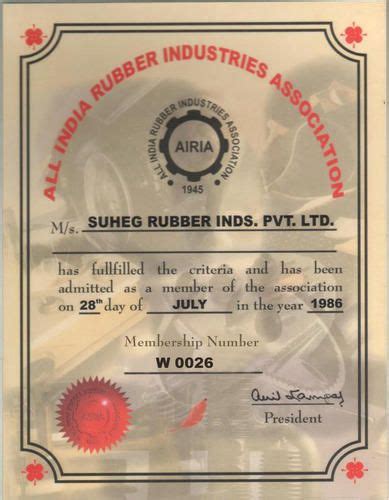 ALL INDIA RUBBER INDUSTRIES ASSOCIATION
ALL INDIA RUBBER INDUSTRIES ASSOCIATION
AIRIA
1945
M/s. SUHEG RUBBER INDS. PVT. LTD.
has fullfilled the criteria and has been
admitted as a member of the association
on 28th day of JULY in the year 1986
Membership Number
W 0026
AIRIA
President